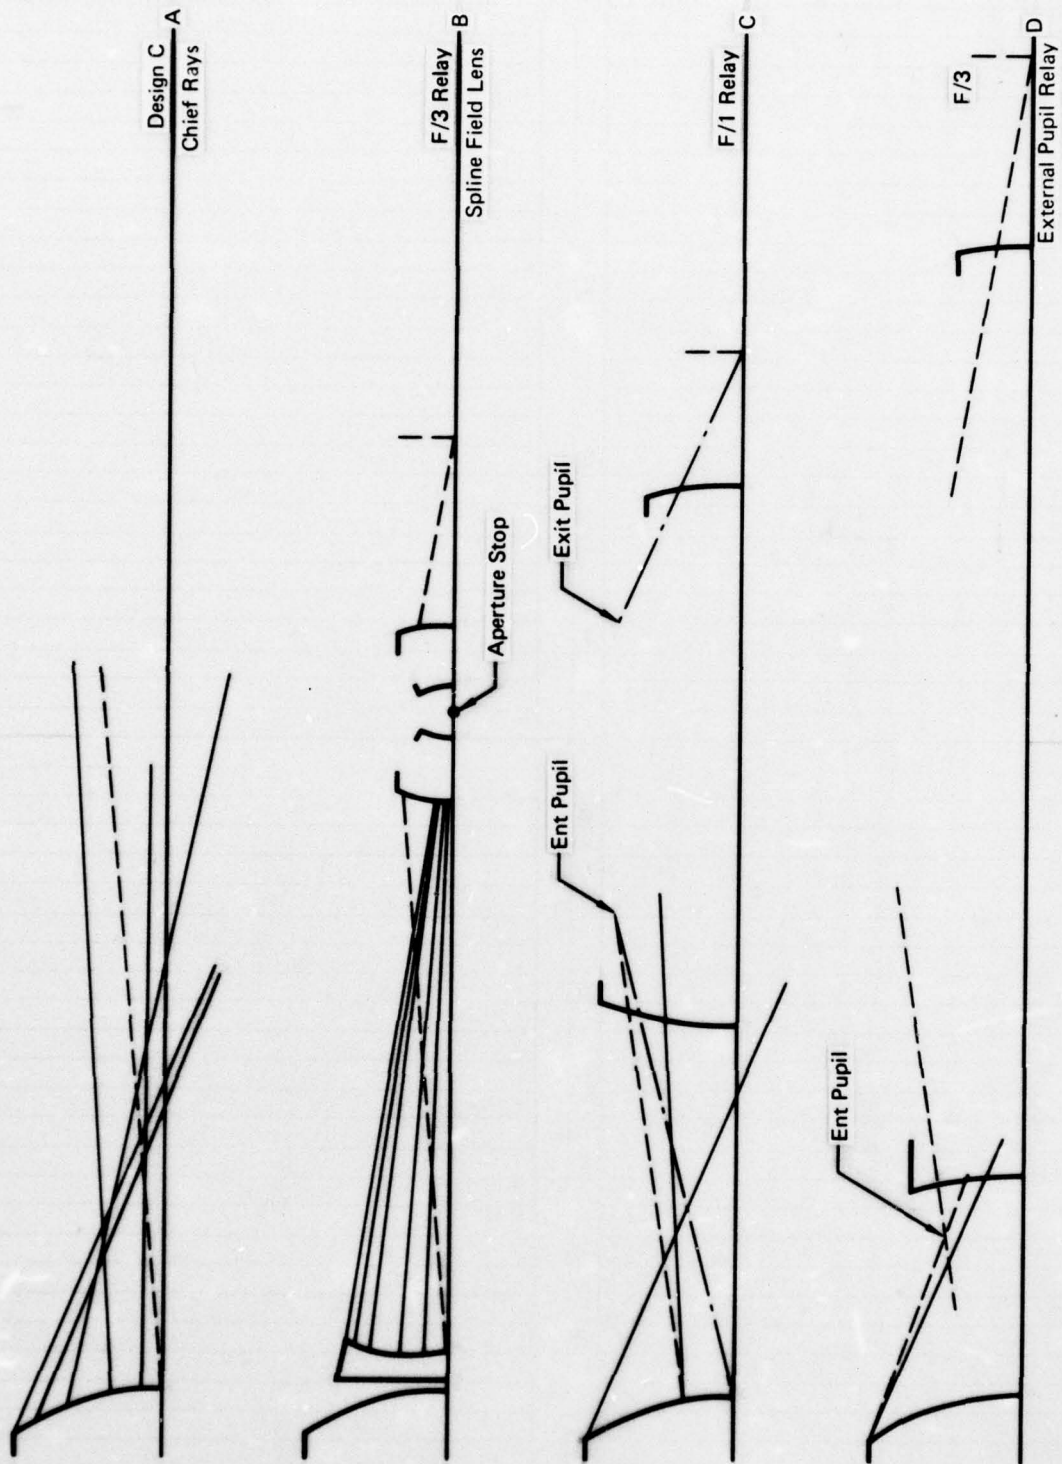 Design C
Chief Rays
A
F/3 Relay
Spline Field Lens
B
Aperture Stop
F/1 Relay
C
Exit Pupil
Ent Pupil
F/3
External Pupil Relay
D
Ent Pupil